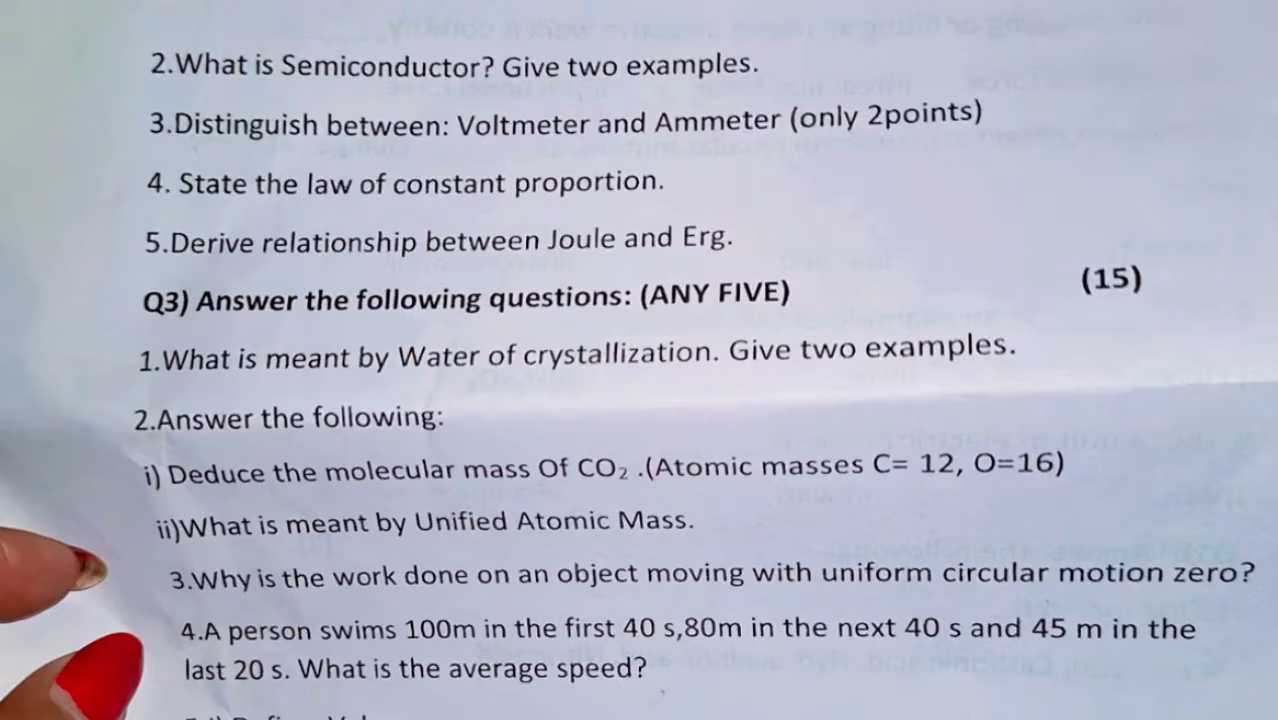 2.What is Semiconductor? Give two examples.
3.Distinguish between: Voltmeter and Ammeter (only 2points)
4. State the law of constant proportion.
5.Derive relationship between Joule and Erg.
Q3) Answer the following questions: (ANY FIVE) (15)
1.What is meant by Water of crystallization. Give two examples.
2.Answer the following:
i) Deduce the molecular mass Of CO₂ .(Atomic masses C= 12, O=16)
ii)What is meant by Unified Atomic Mass.
3.Why is the work done on an object moving with uniform circular motion zero?
4.A person swims 100m in the first 40 s,80m in the next 40 s and 45 m in the
last 20 s. What is the average speed?